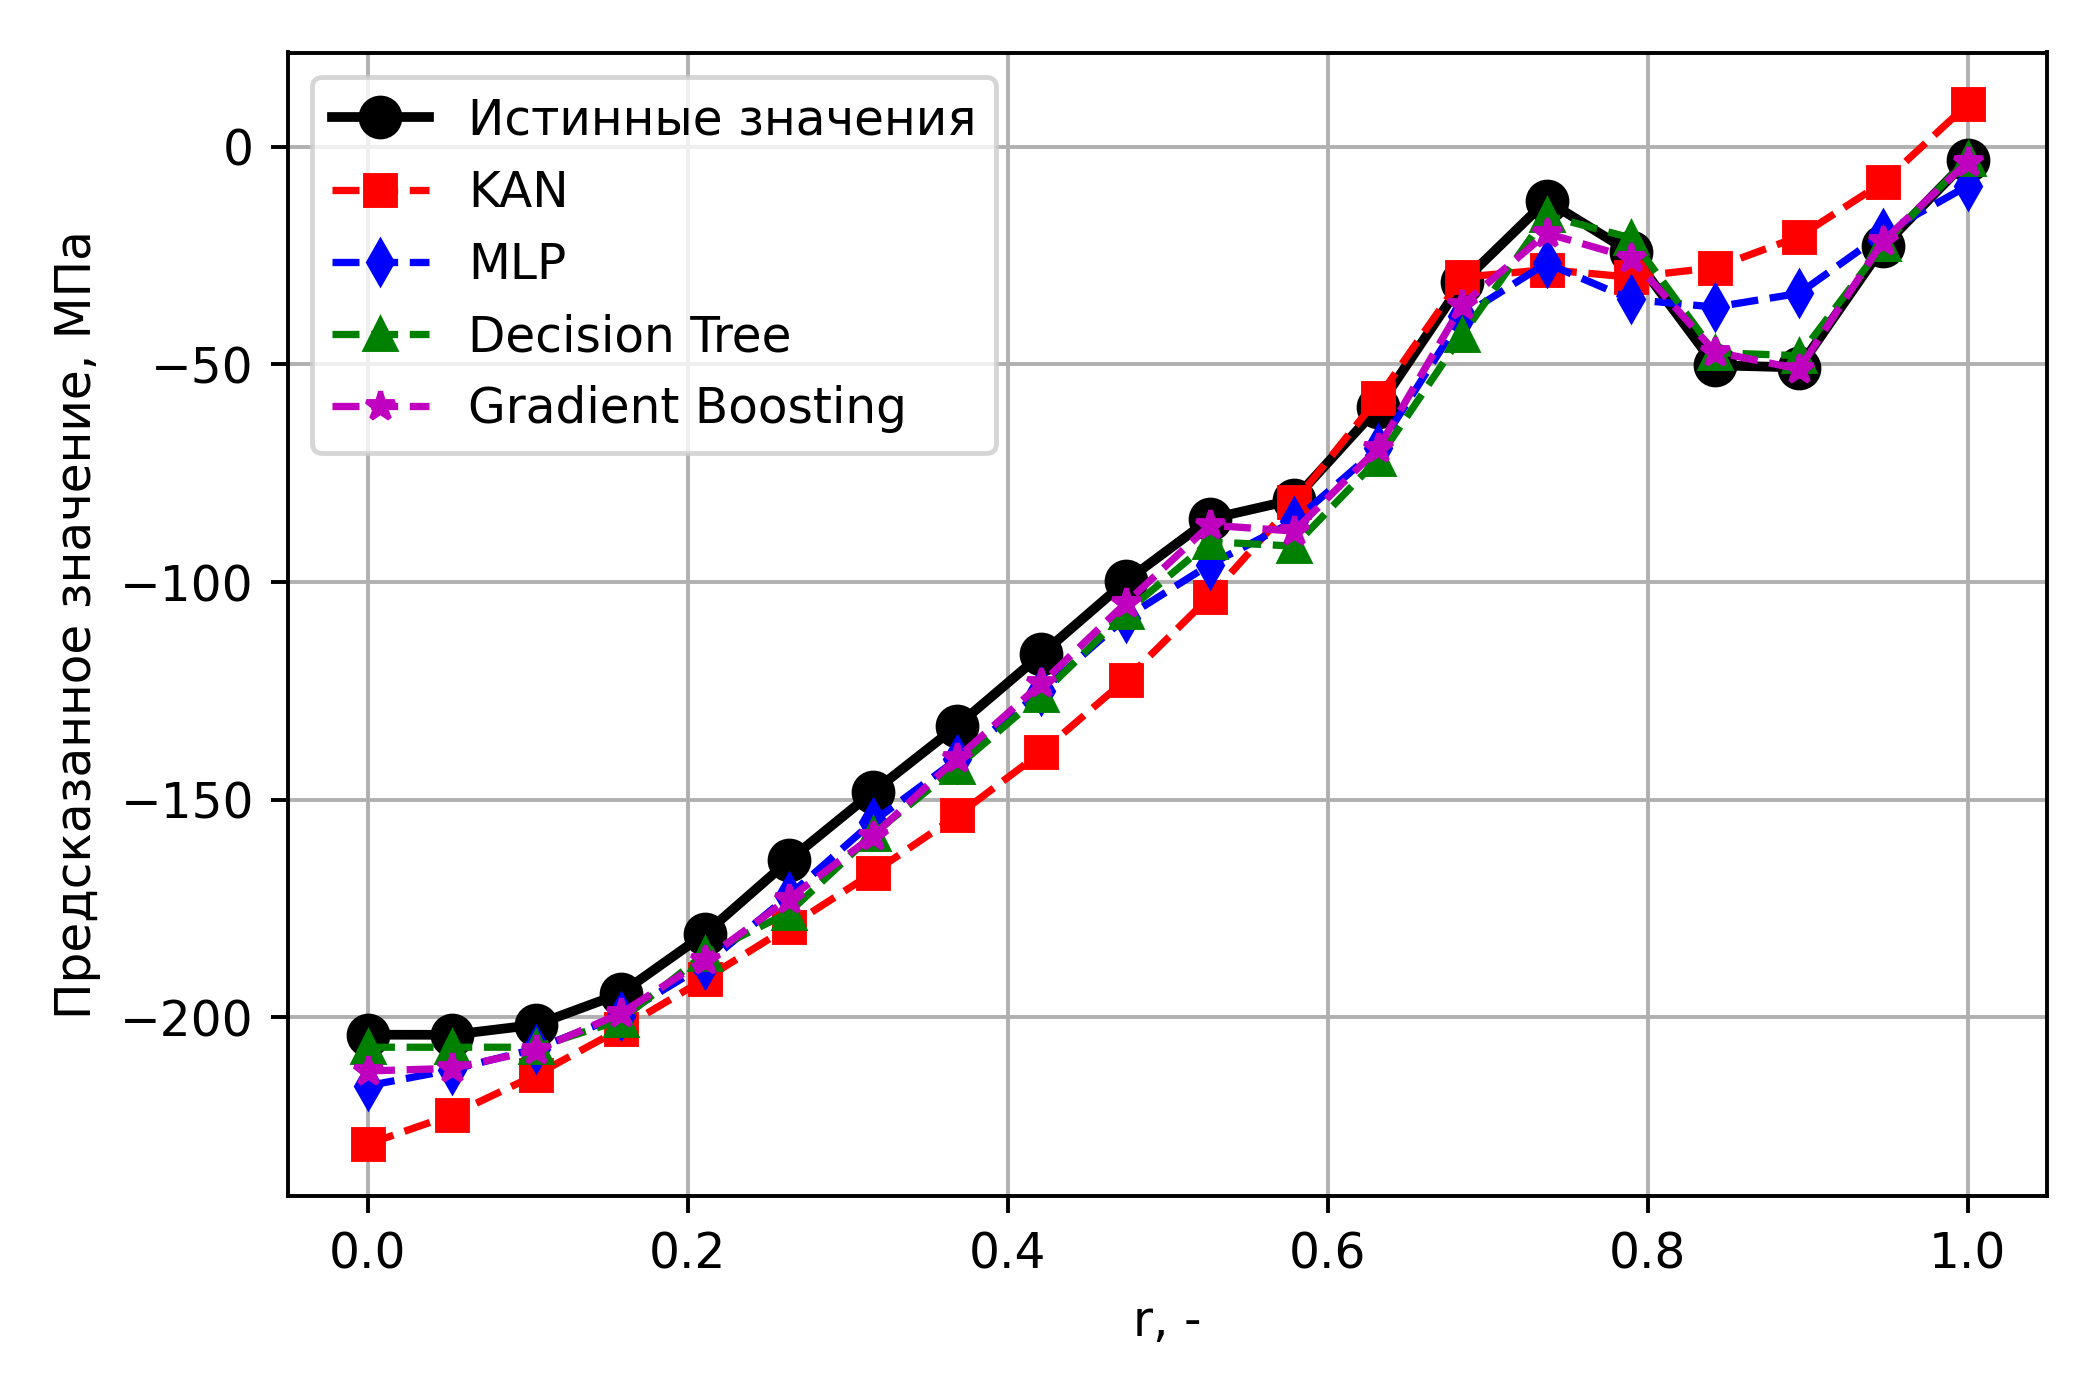 Истинные значения
KAN
MLP
Decision Tree
Gradient Boosting
Предсказанное значение, МПа
0
−50
−100
−150
−200
0.0 0.2 0.4 0.6 0.8 1.0
r, -